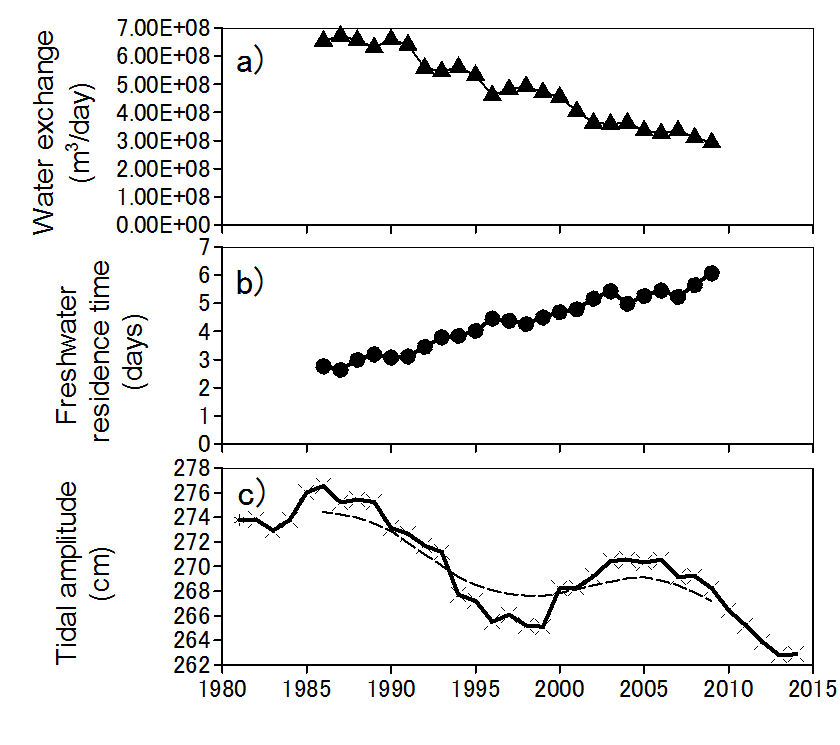 7.00E+08
6.00E+08
5.00E+08
4.00E+08
3.00E+08
2.00E+08
1.00E+08
0.00E+00
Water exchange
(m³/day)
a)
7
6
5
4
3
2
1
0
Freshwater
residence time
(days)
b)
278
276
274
272
270
268
266
264
262
Tidal amplitude
(cm)
c)
1980 1985 1990 1995 2000 2005 2010 2015